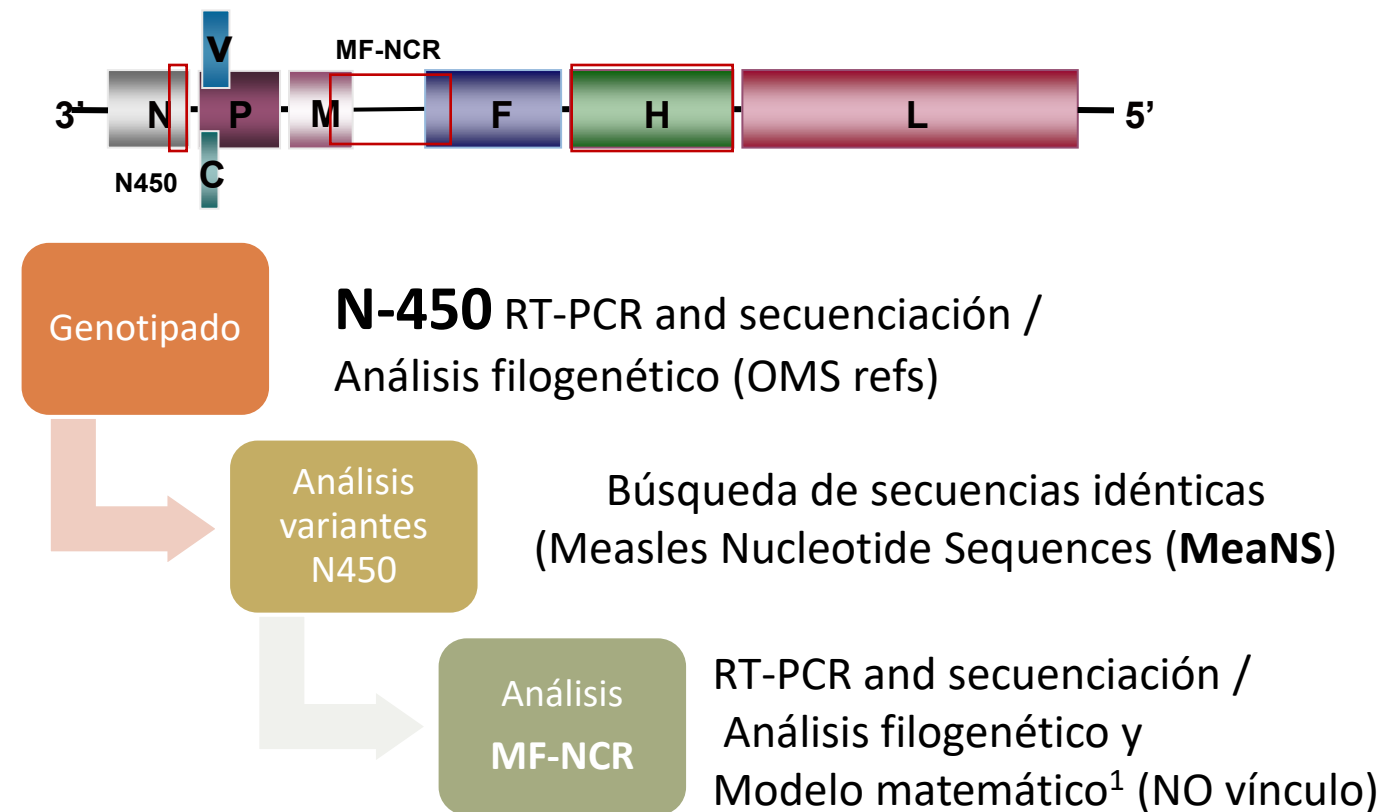 V
MF-NCR
3’ N P M F H L 5’
N450
C
Genotipado
N-450 RT-PCR and secuenciación /
Análisis filogenético (OMS refs)
Análisis
variantes
N450
Búsqueda de secuencias idénticas
(Measles Nucleotide Sequences (MeaNS)
Análisis
MF-NCR
RT-PCR and secuenciación /
Análisis filogenético y
Modelo matemático¹ (NO vínculo)